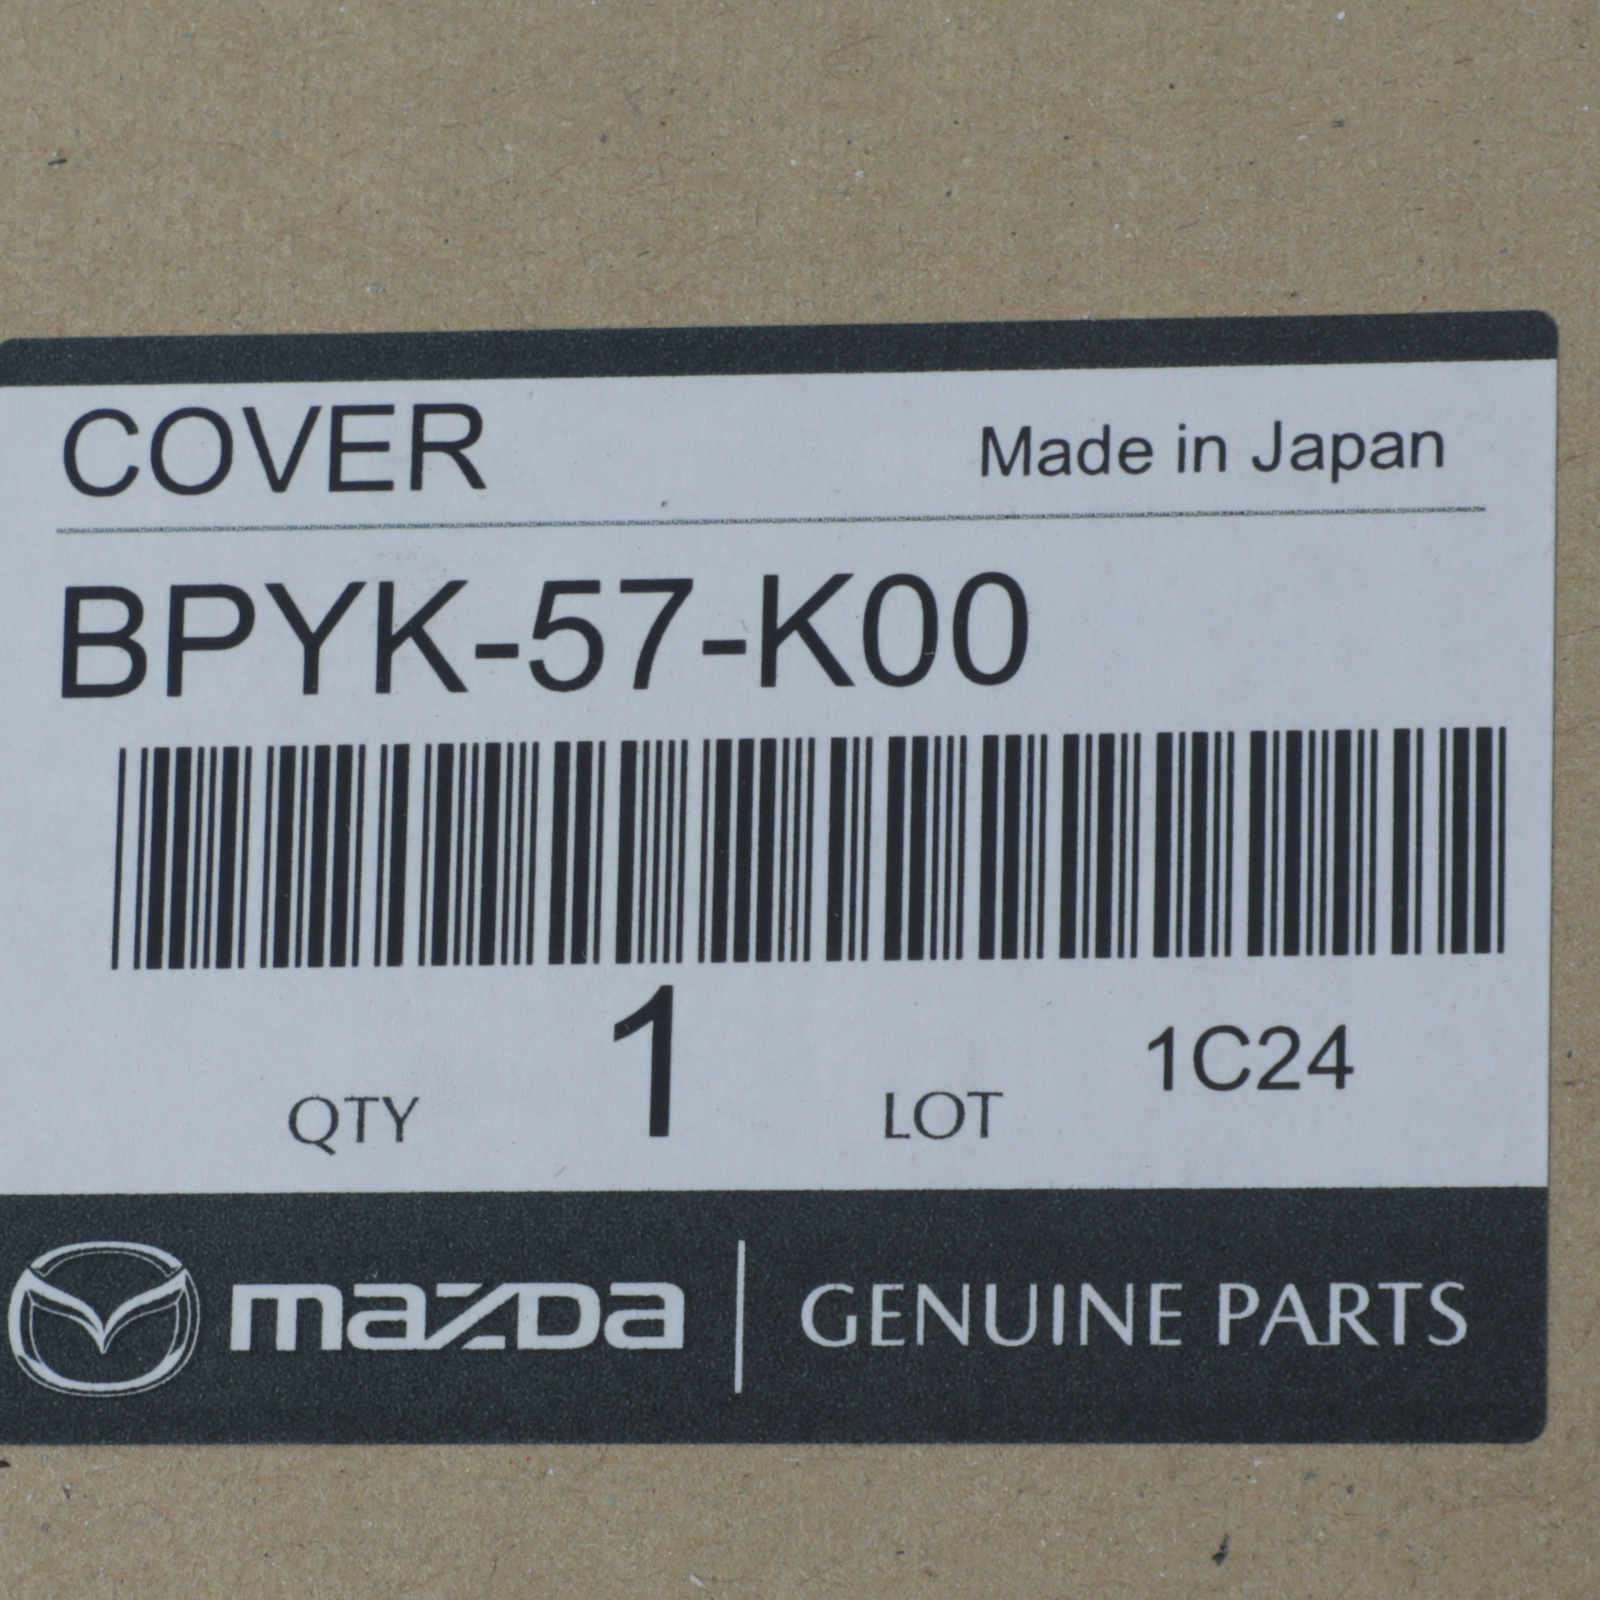 COVER Made in Japan
BPYK-57-K00
QTY 1 LOT 1C24
mazda GENUINE PARTS